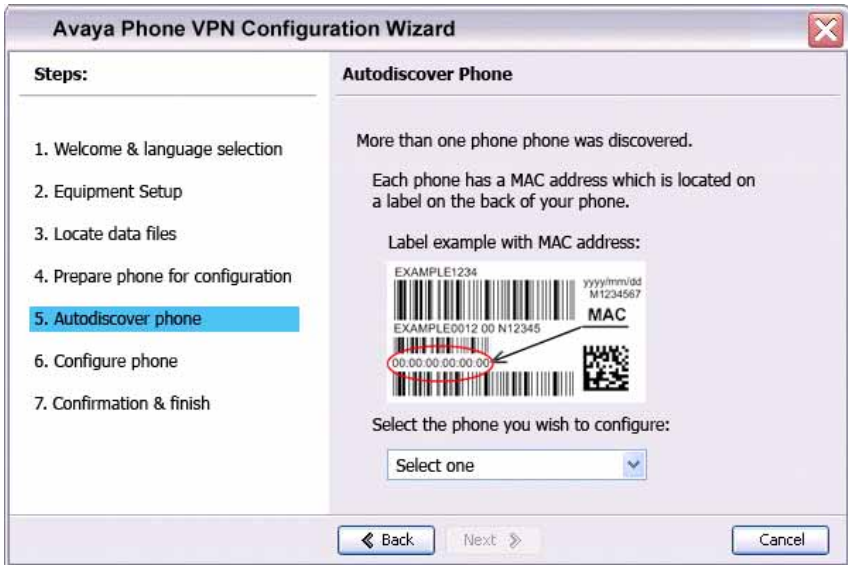 Avaya Phone VPN Configuration Wizard
Steps:
1. Welcome & language selection
2. Equipment Setup
3. Locate data files
4. Prepare phone for configuration
5. Autodiscover phone
6. Configure phone
7. Confirmation & finish
Autodiscover Phone
More than one phone phone was discovered.
Each phone has a MAC address which is located on
a label on the back of your phone.
Label example with MAC address:
EXAMPLE1234
yyyy/mm/dd
M1234567
MAC
EXAMPLE0012 00 N12345
00:00:00:00:00:00
Select the phone you wish to configure:
Select one
Back
Next
Cancel